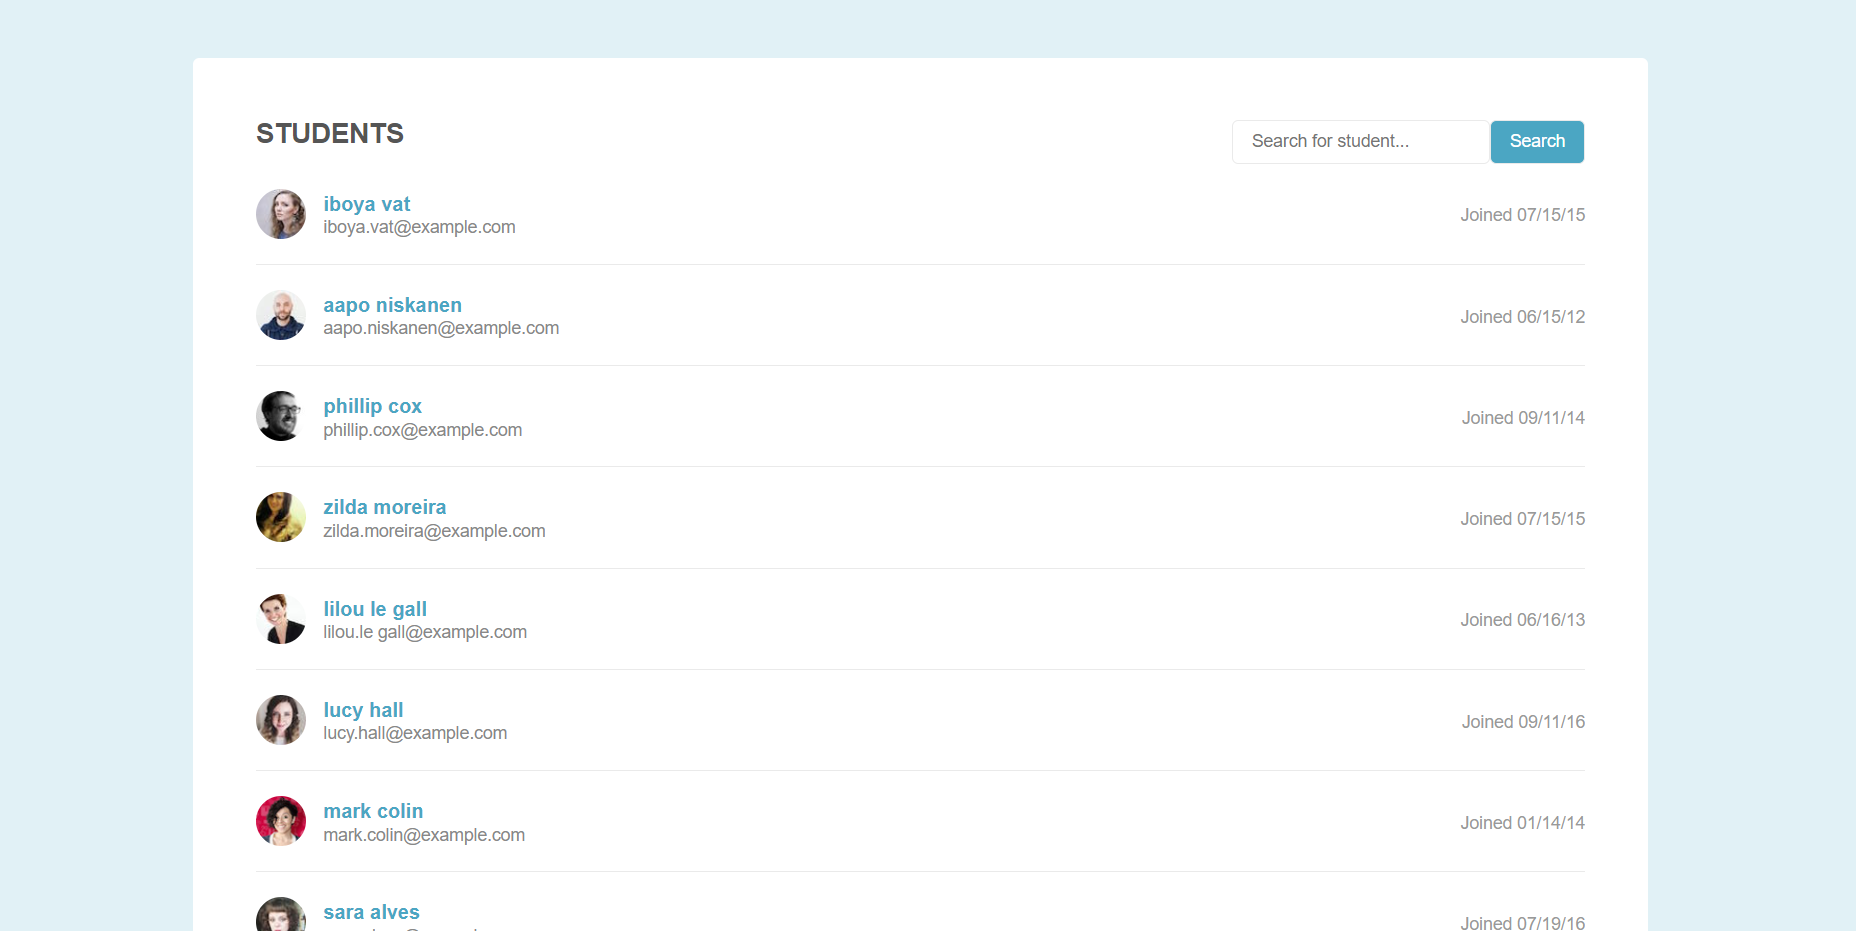 STUDENTS
Search for student... Search
iboya vat
iboya.vat@example.com
Joined 07/15/15
aapo niskanen
aapo.niskanen@example.com
Joined 06/15/12
phillip cox
phillip.cox@example.com
Joined 09/11/14
zilda moreira
zilda.moreira@example.com
Joined 07/15/15
lilou le gall
lilou.le gall@example.com
Joined 06/16/13
lucy hall
lucy.hall@example.com
Joined 09/11/16
mark colin
mark.colin@example.com
Joined 01/14/14
sara alves
Joined 07/19/16